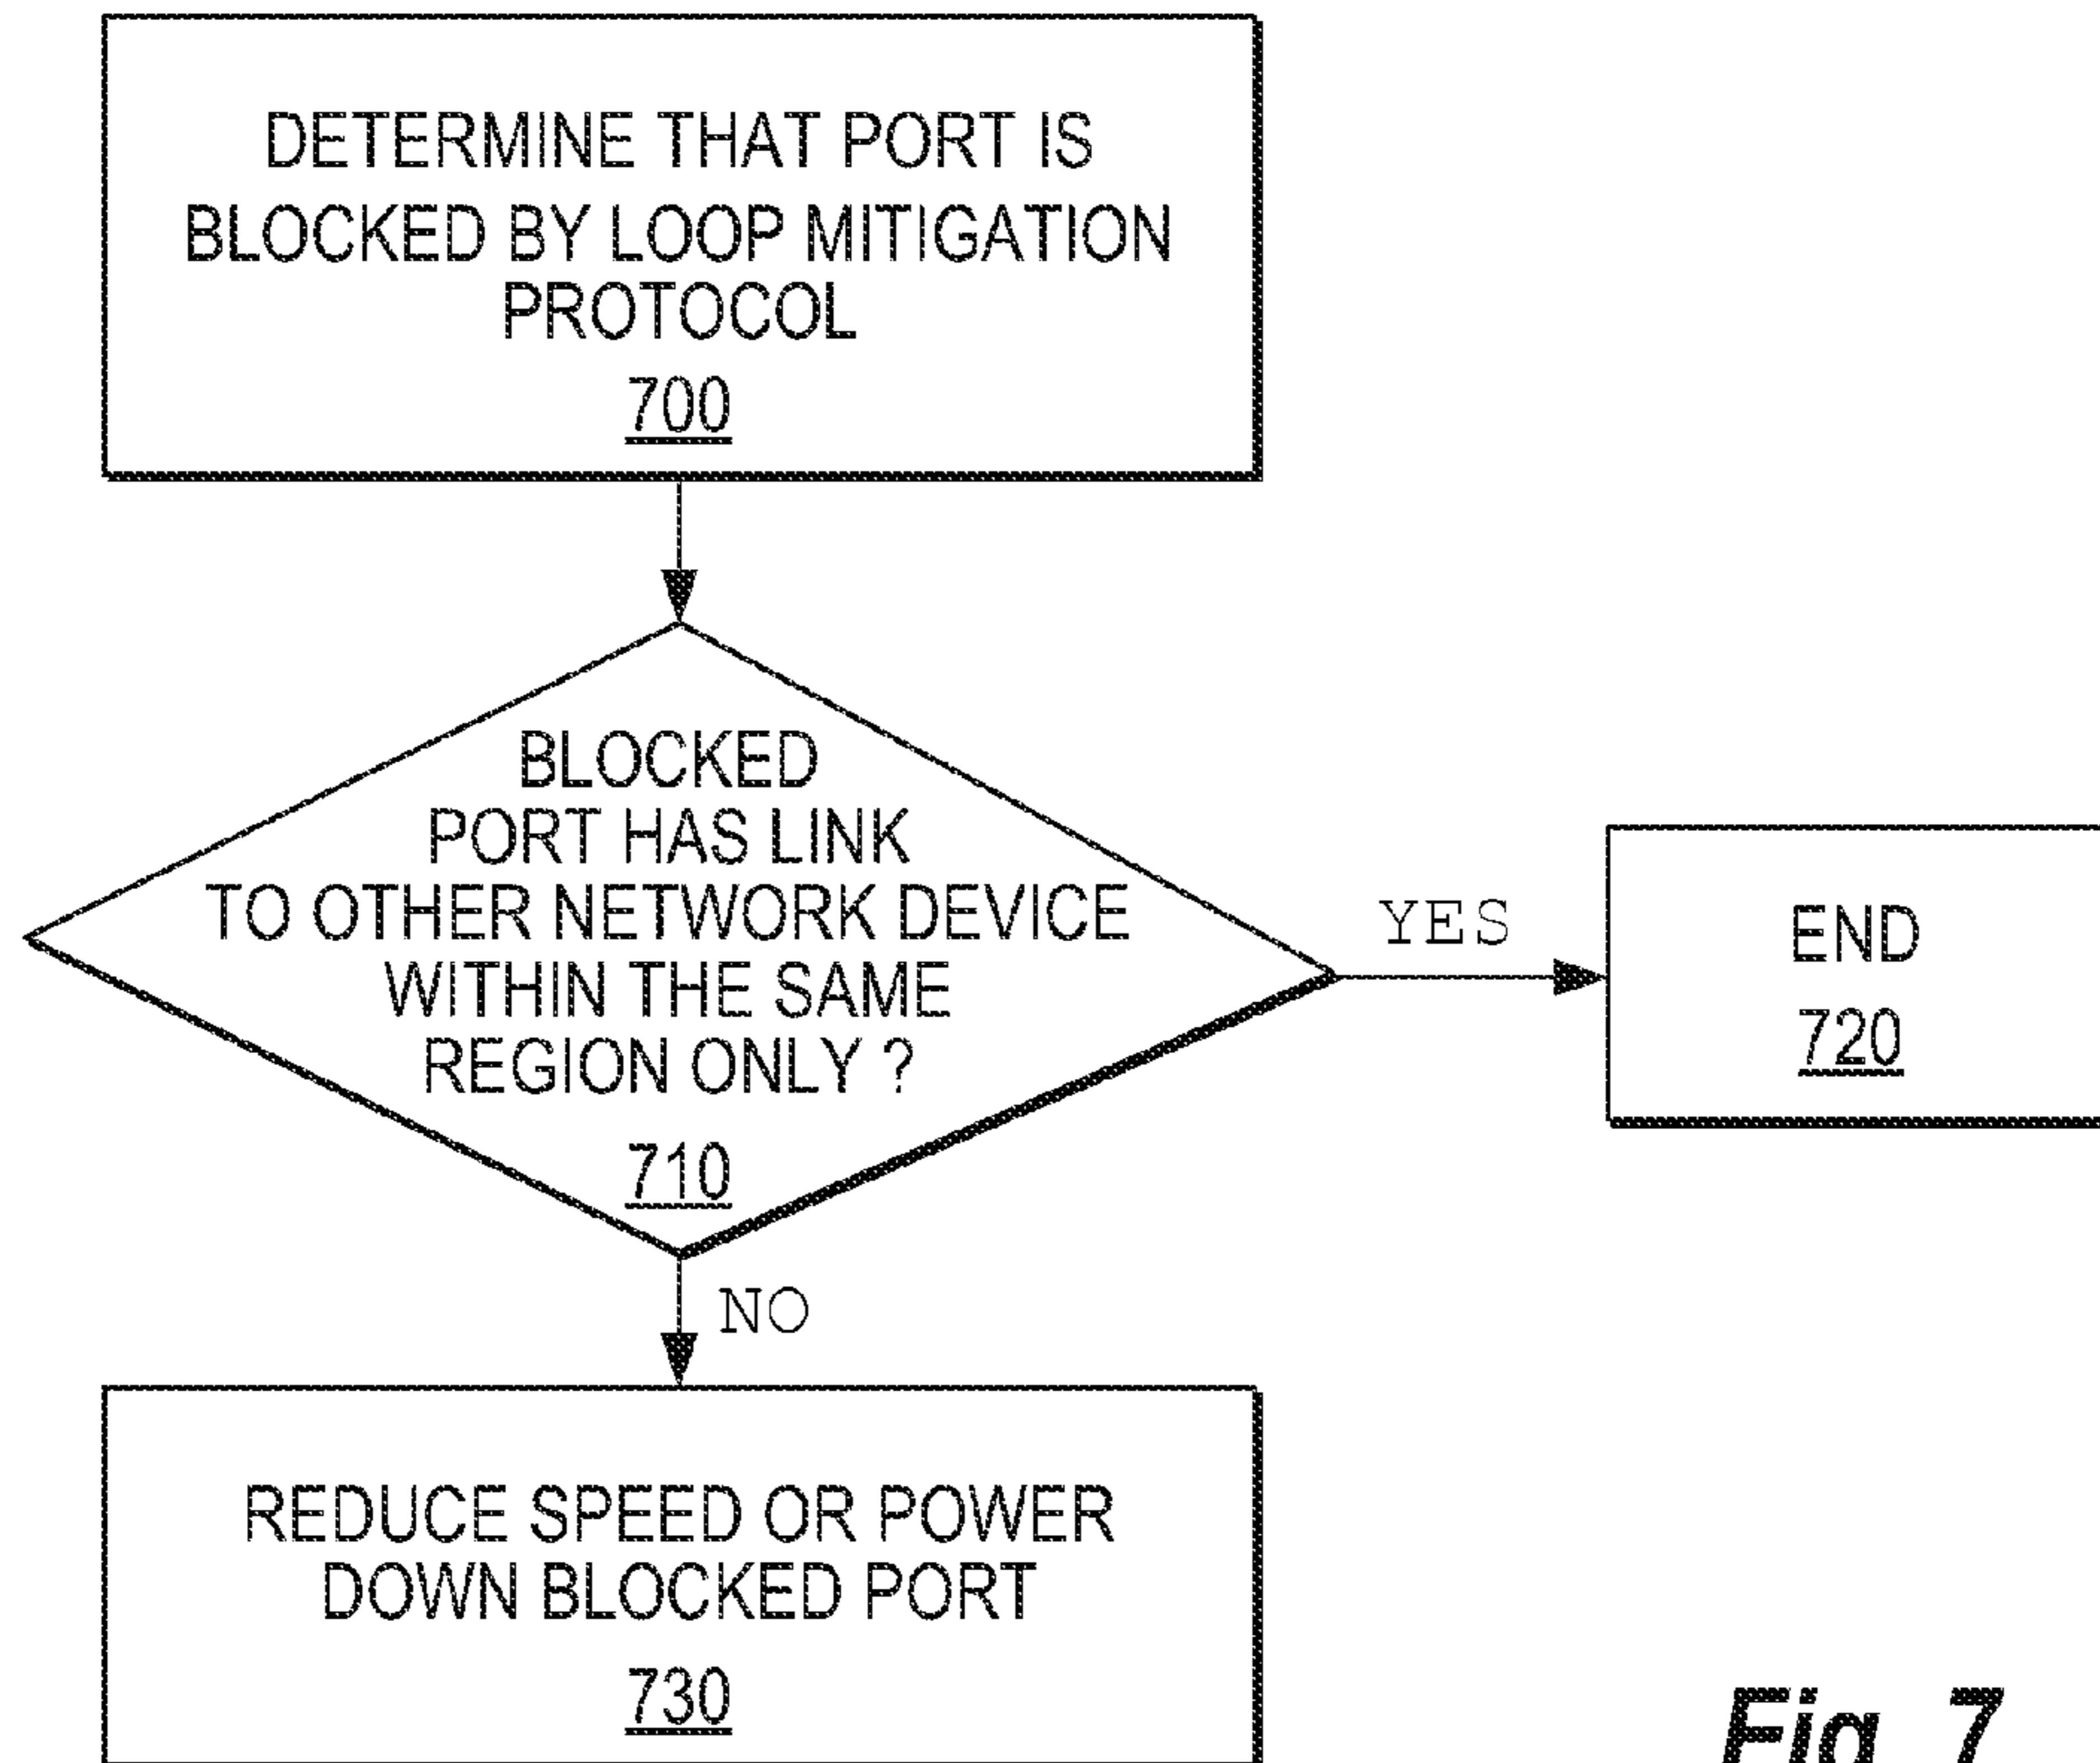 DETERMINE THAT PORT IS
BLOCKED BY LOOP MITIGATION
PROTOCOL
700
BLOCKED
PORT HAS LINK
TO OTHER NETWORK DEVICE
WITHIN THE SAME
REGION ONLY ?
710
YES
END
720
NO
REDUCE SPEED OR POWER
DOWN BLOCKED PORT
730
Fig. 7